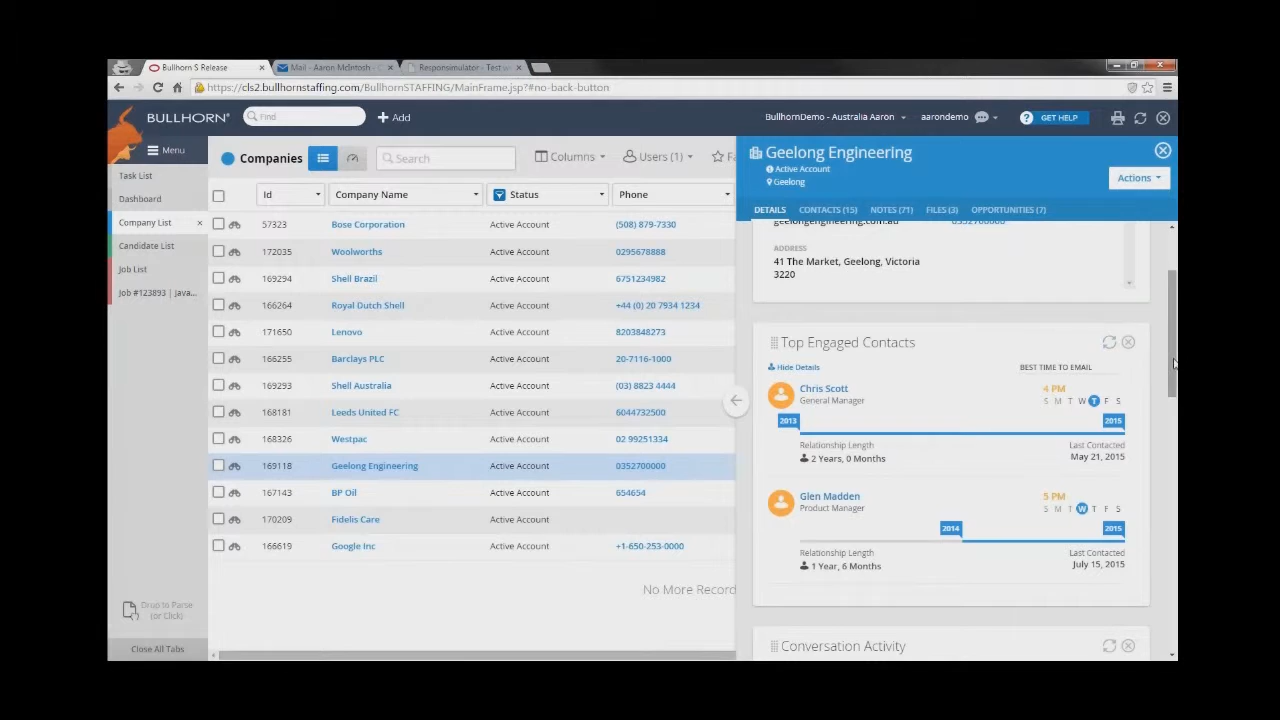 Bullhorn S Release
Mail - Aaron McIntosh - C
Responsimulator - Test
https://cls2.bullhornstaffing.com/BullhornSTAFFING/MainFrame.jsp?#no-back-button
BULLHORN
Find
Add
BullhornDemo - Australia Aaron
aarondemo
GET HELP
Menu
Companies
Search
Columns
Users (1)
Geelong Engineering
Active Account
Geelong
Actions
Task List
Dashboard
Company List
Candidate List
Job List
Job #123893 | Java...
Id Company Name Status Phone
57323 Bose Corporation Active Account (508) 879-7330
172035 Woolworths Active Account 0295678888
169294 Shell Brazil Active Account 6751234982
166264 Royal Dutch Shell Active Account +44 (0) 20 7934 1234
171650 Lenovo Active Account 8203848273
166255 Barclays PLC Active Account 20-7116-1000
169293 Shell Australia Active Account (03) 8823 4444
168181 Leeds United FC Active Account 6044732500
168326 Westpac Active Account 02 99251334
169118 Geelong Engineering Active Account 0352700000
167143 BP Oil Active Account 654654
170209 Fidelis Care Active Account
166619 Google Inc Active Account +1-650-253-0000
No More Record
DETAILS CONTACTS (15) NOTES (71) FILES (3) OPPORTUNITIES (7)
geelongengineering.com.au 0352700000
ADDRESS
41 The Market, Geelong, Victoria
3220
Top Engaged Contacts
Hide Details BEST TIME TO EMAIL
Chris Scott 4 PM
General Manager S M T W T F S
2013 2015
Relationship Length Last Contacted
2 Years, 0 Months May 21, 2015
Glen Madden 5 PM
Product Manager S M T W T F S
2014 2015
Relationship Length Last Contacted
1 Year, 6 Months July 15, 2015
Conversation Activity
Drop to Parse
(or Click)
Close All Tabs